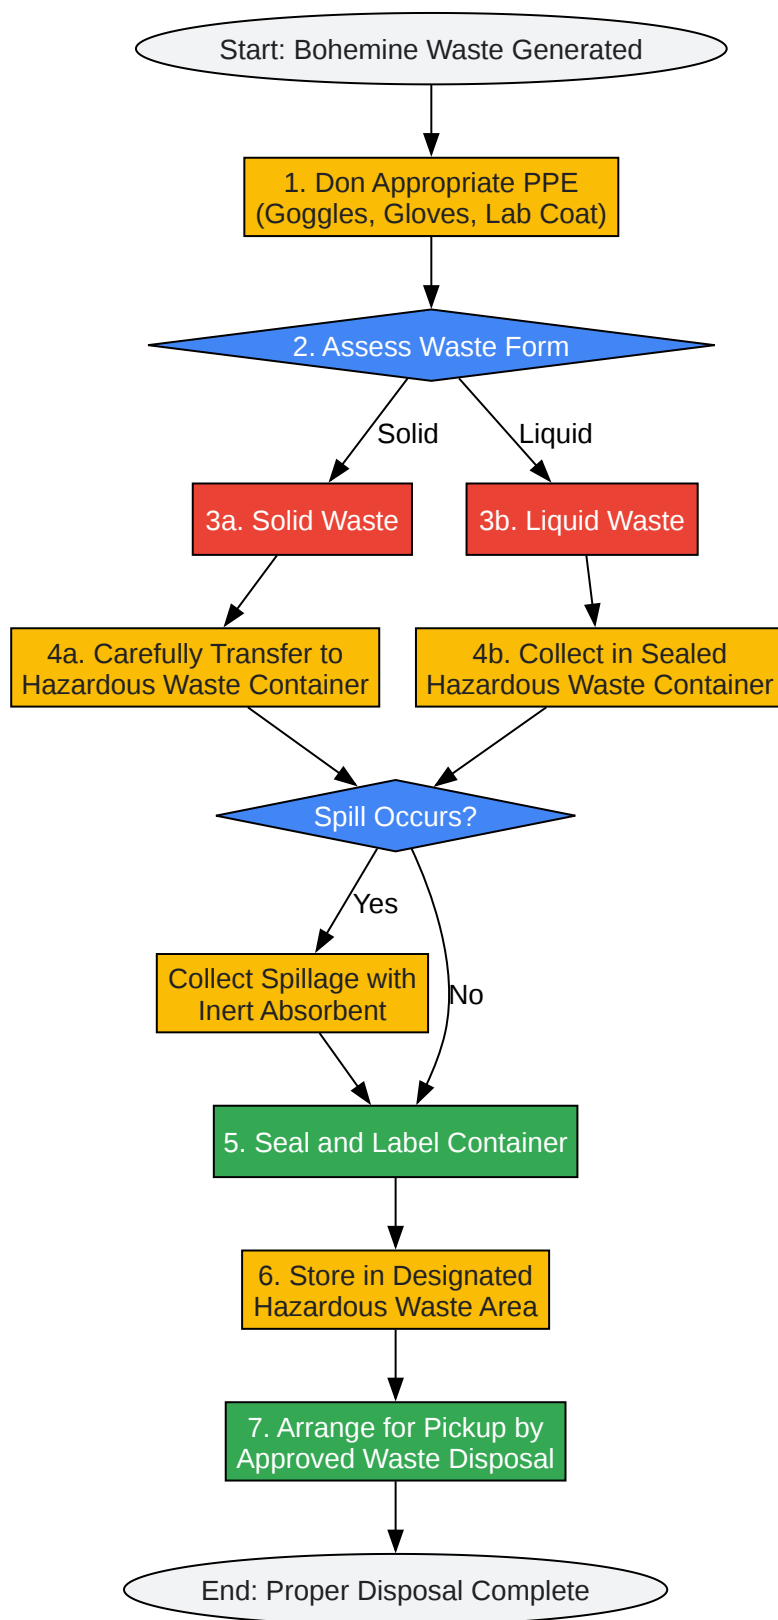 Start: Bohemine Waste Generated
1. Don Appropriate PPE
(Goggles, Gloves, Lab Coat)
2. Assess Waste Form
Solid
Liquid
3a. Solid Waste
3b. Liquid Waste
4a. Carefully Transfer to
Hazardous Waste Container
4b. Collect in Sealed
Hazardous Waste Container
Spill Occurs?
Yes
Collect Spillage with
Inert Absorbent
No
5. Seal and Label Container
6. Store in Designated
Hazardous Waste Area
7. Arrange for Pickup by
Approved Waste Disposal
End: Proper Disposal Complete